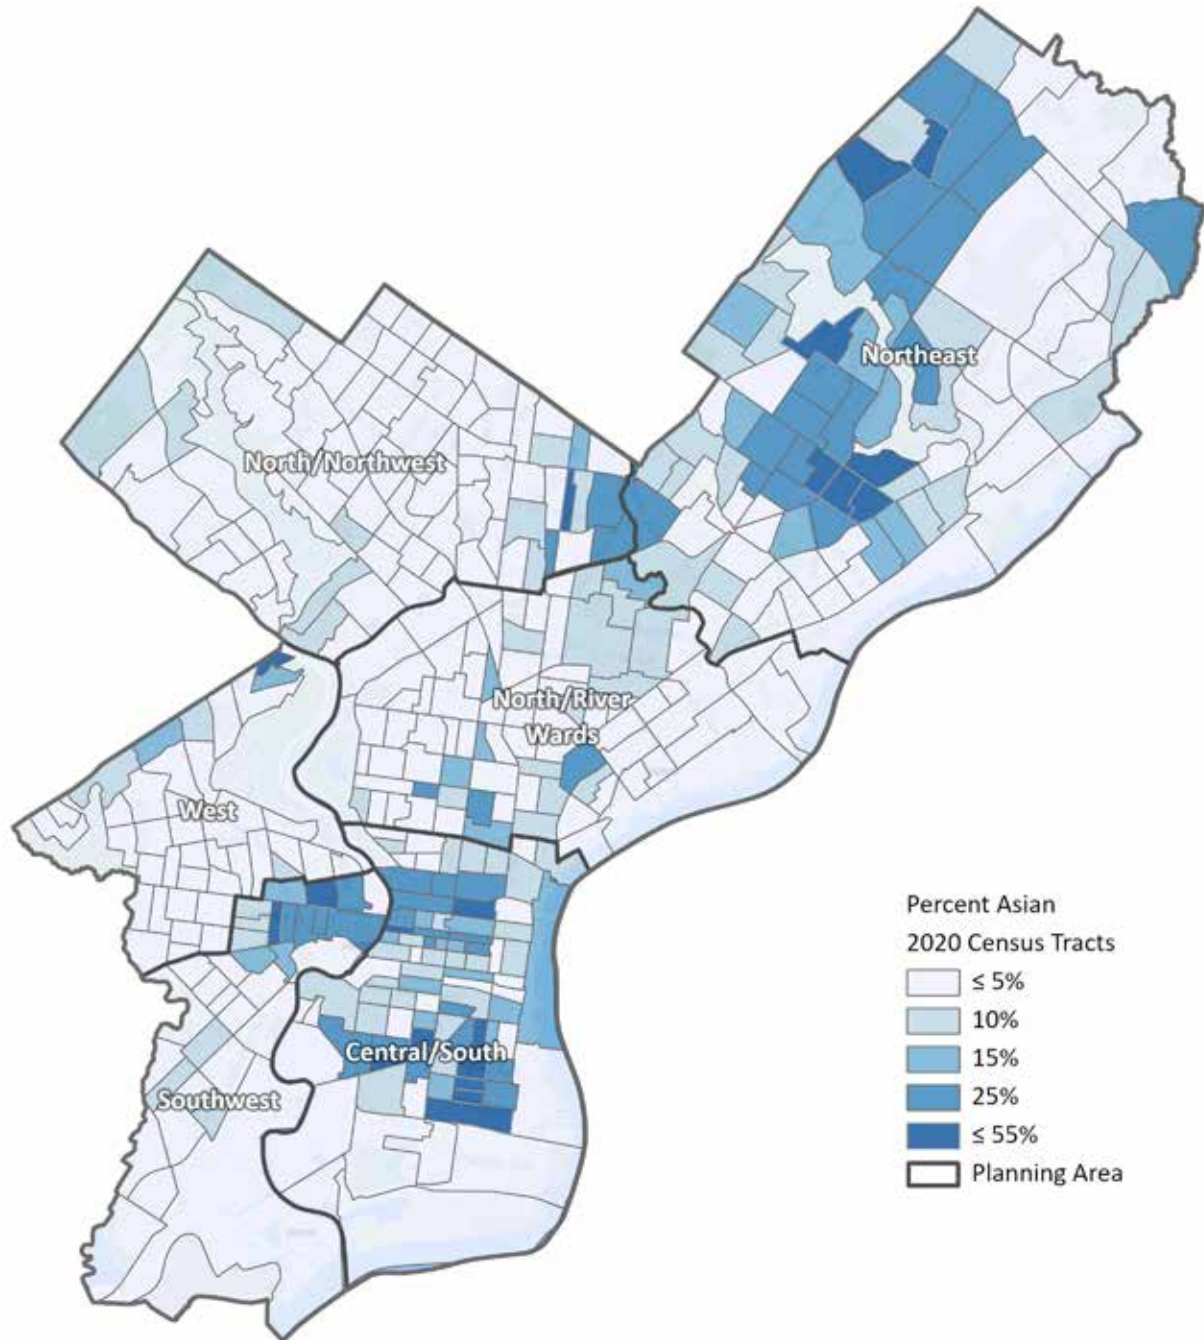 Northeast
North/Northwest
North/River
Wards
West
Central/South
Southwest
Percent Asian
2020 Census Tracts
≤ 5%
10%
15%
25%
≤ 55%
Planning Area